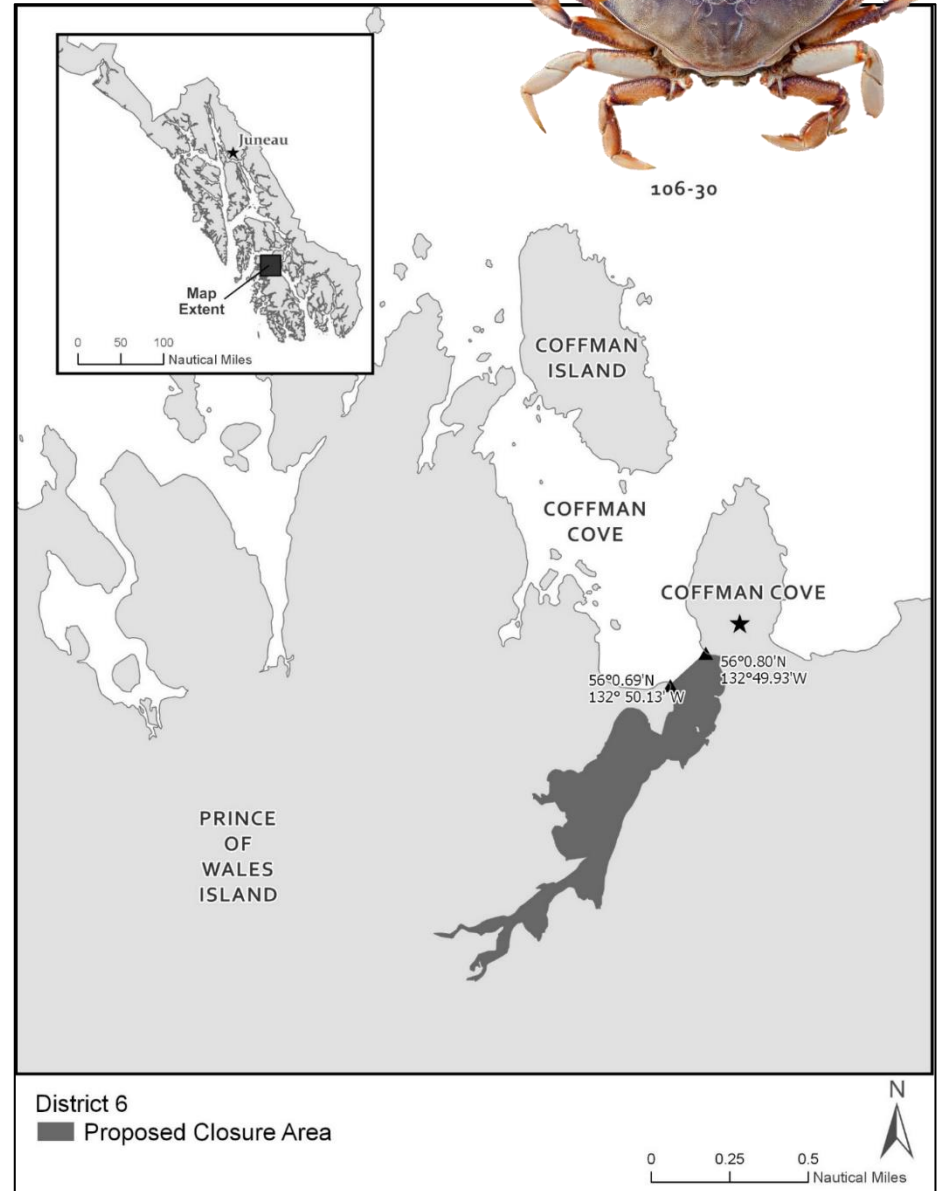 Juneau
Map
Extent
0 50 100
Nautical Miles
106-30
COFFMAN
ISLAND
COFFMAN
COVE
COFFMAN COVE
56°0.80'N
132°49.93'W
56°0.69'N
132° 50.13' W
PRINCE
OF
WALES
ISLAND
District 6
Proposed Closure Area
N
0 0.25 0.5
Nautical Miles